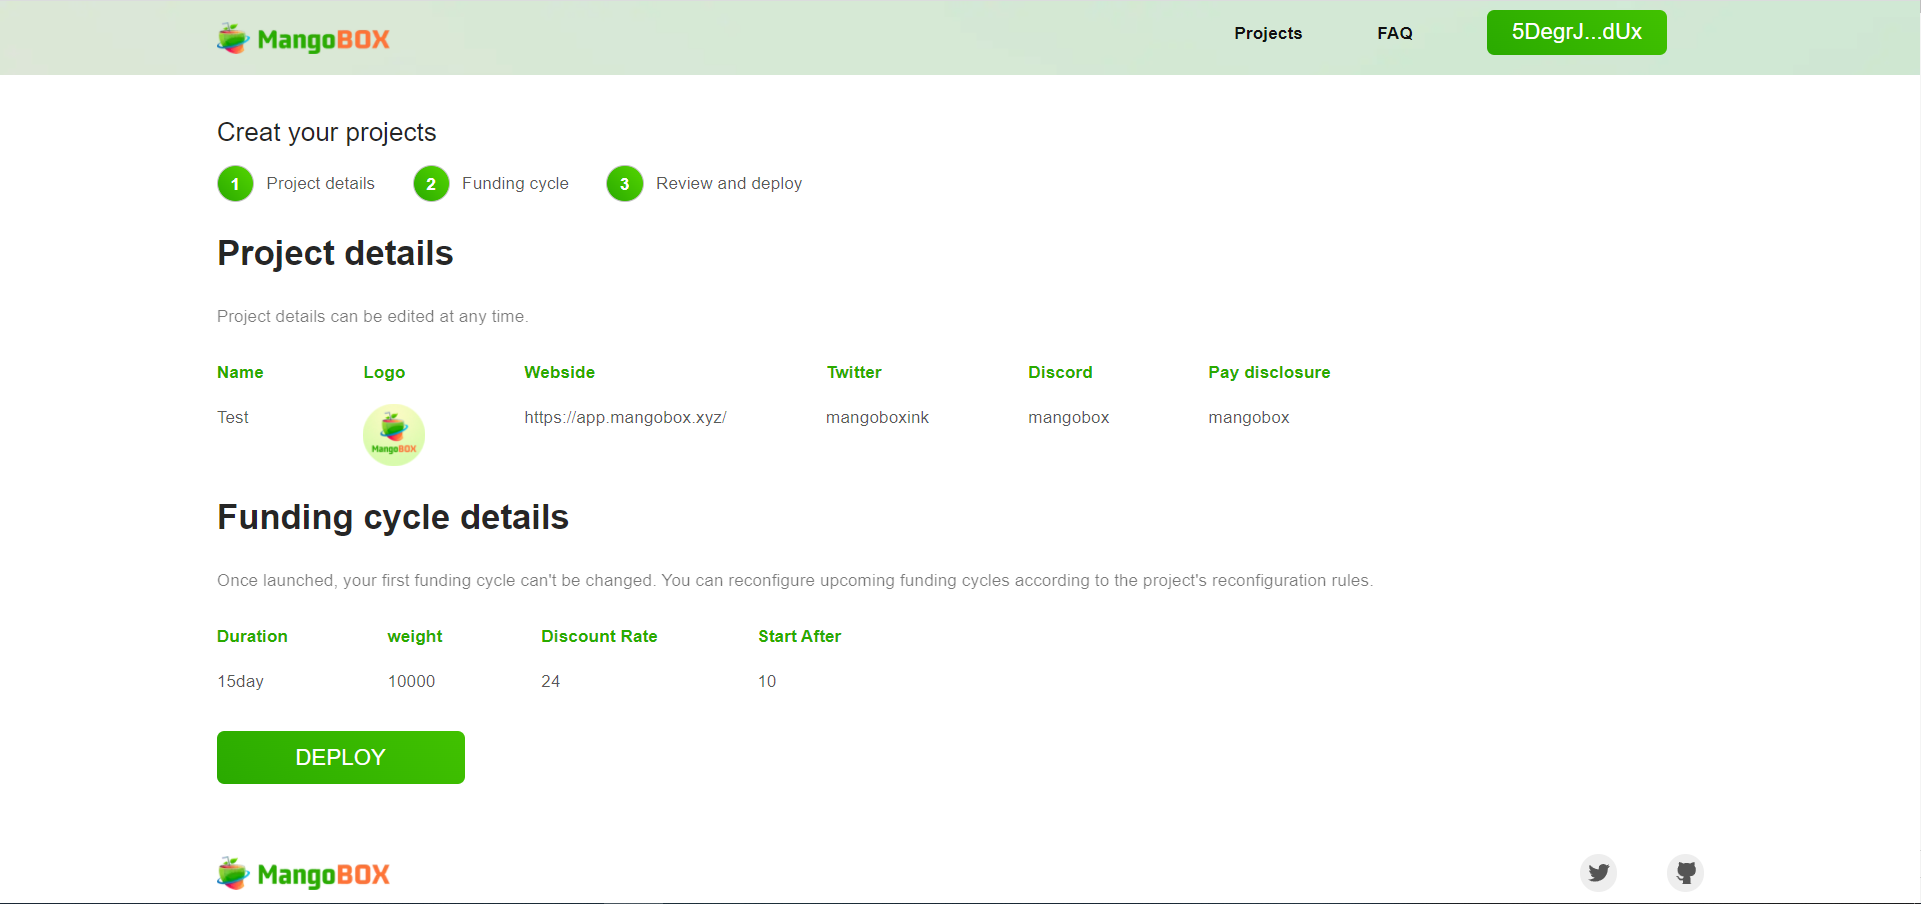 MangoBOX Projects FAQ 5DegrJ...dUx
Creat your projects
1 Project details 2 Funding cycle 3 Review and deploy
Project details
Project details can be edited at any time.
Name Logo Webside Twitter Discord Pay disclosure
Test https://app.mangobox.xyz/ mangoboxink mangobox mangobox
MangoBOX
Funding cycle details
Once launched, your first funding cycle can't be changed. You can reconfigure upcoming funding cycles according to the project's reconfiguration rules.
Duration weight Discount Rate Start After
15day 10000 24 10
DEPLOY
MangoBOX